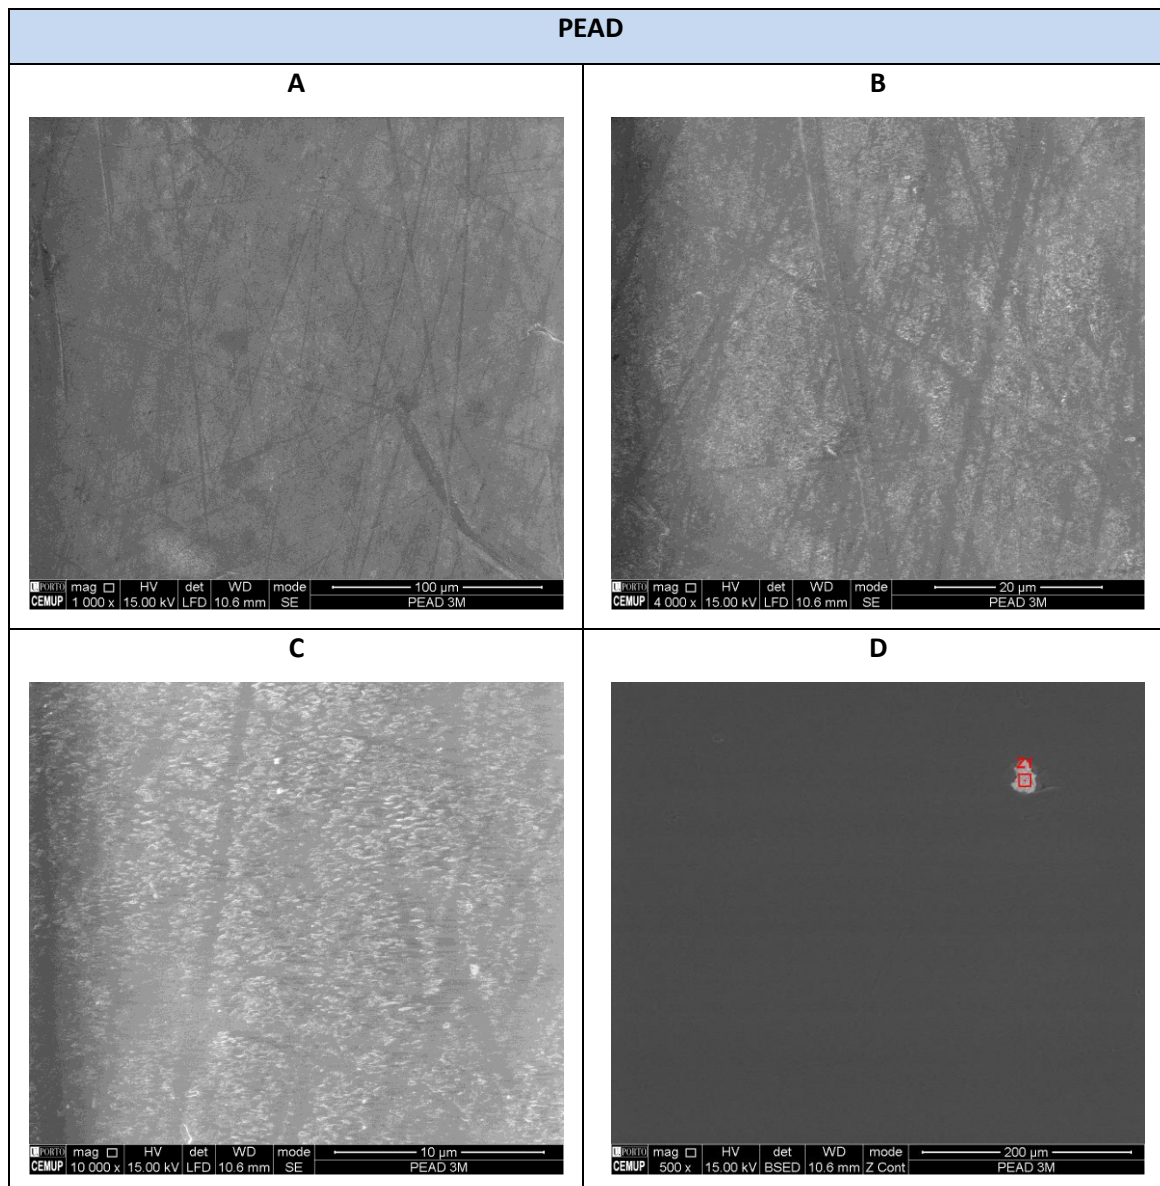 PEAD
A
B
U.PORTO mag HV det WD mode 100 µm
CEMUP 1 000 x 15.00 kV LFD 10.6 mm SE PEAD 3M
U.PORTO mag HV det WD mode 20 µm
CEMUP 4 000 x 15.00 kV LFD 10.6 mm SE PEAD 3M
C
D
Z1
U.PORTO mag HV det WD mode 10 µm
CEMUP 10 000 x 15.00 kV LFD 10.6 mm SE PEAD 3M
U.PORTO mag HV det WD mode 200 µm
CEMUP 500 x 15.00 kV BSED 10.6 mm Z Cont PEAD 3M